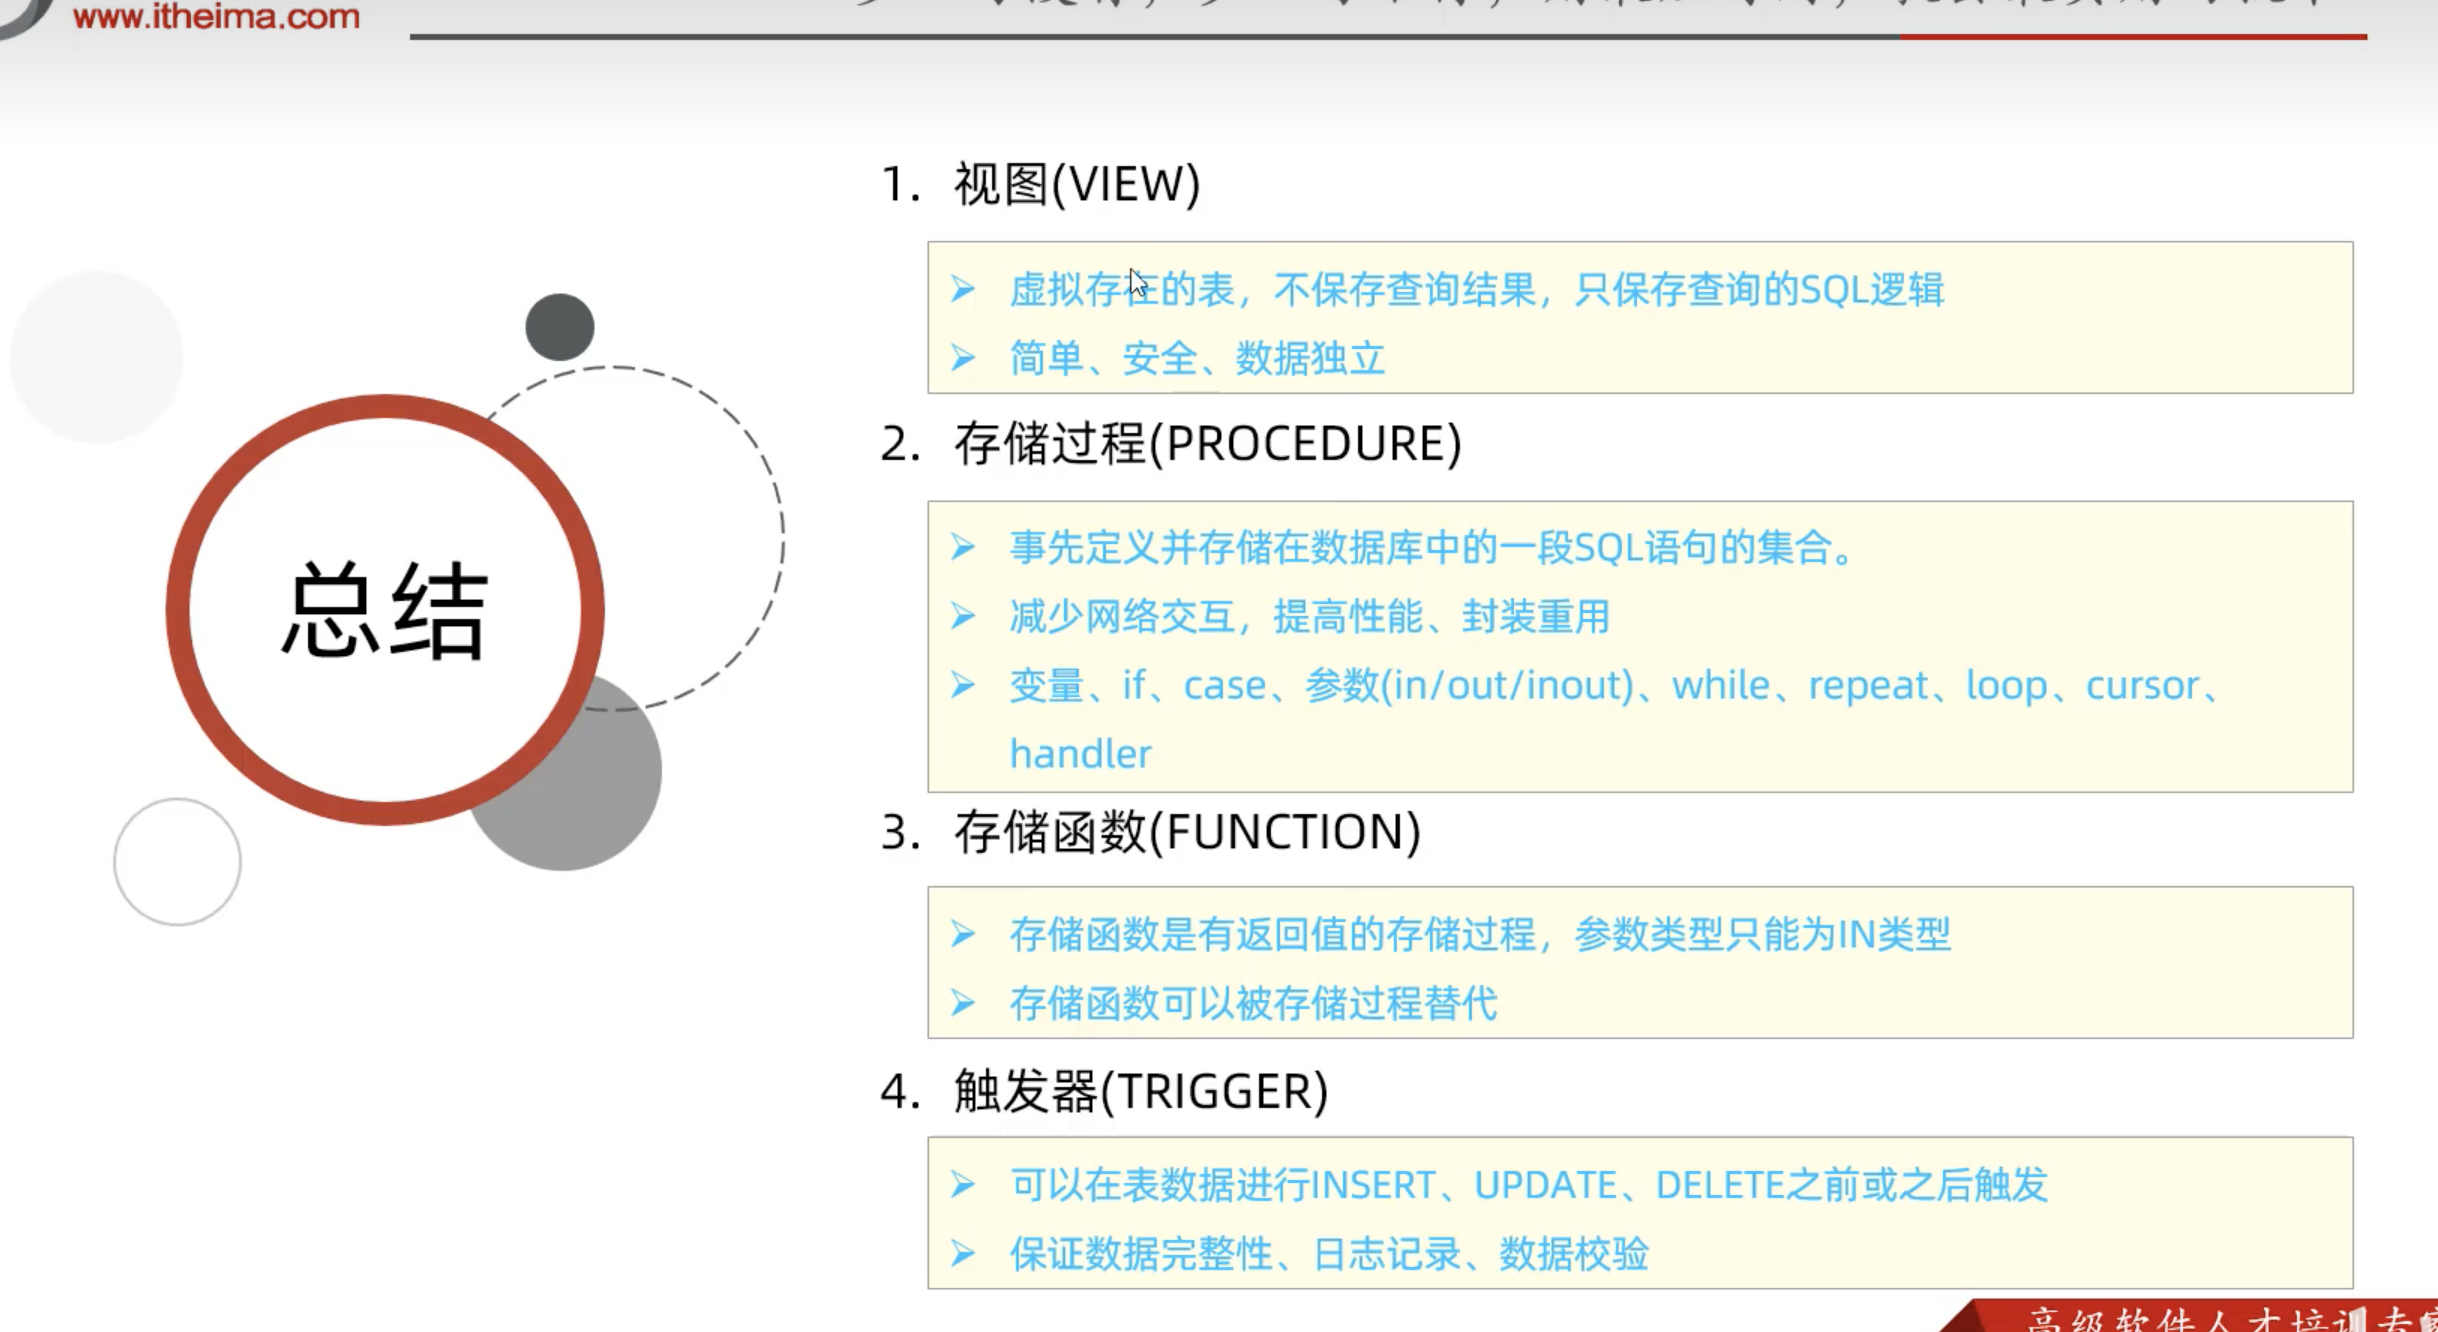 www.itheima.com
总结
1. 视图(VIEW)
➢ 虚拟存在的表，不保存查询结果，只保存查询的SQL逻辑
➢ 简单、安全、数据独立
2. 存储过程(PROCEDURE)
➢ 事先定义并存储在数据库中的一段SQL语句的集合。
➢ 减少网络交互，提高性能、封装重用
➢ 变量、if、case、参数(in/out/inout)、while、repeat、loop、cursor、
handler
3. 存储函数(FUNCTION)
➢ 存储函数是有返回值的存储过程，参数类型只能为IN类型
➢ 存储函数可以被存储过程替代
4. 触发器(TRIGGER)
➢ 可以在表数据进行INSERT、UPDATE、DELETE之前或之后触发
➢ 保证数据完整性、日志记录、数据校验
高级软件人才培训专家